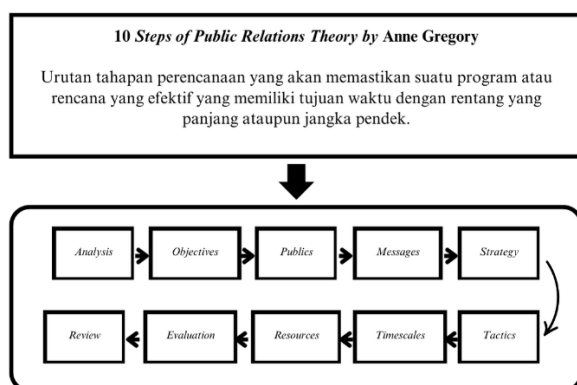 10 Steps of Public Relations Theory by Anne Gregory
Urutan tahapan perencanaan yang akan memastikan suatu program atau
rencana yang efektif yang memiliki tujuan waktu dengan rentang yang
panjang ataupun jangka pendek.
Analysis
Objectives
Publics
Messages
Strategy
Tactics
Timescales
Resources
Evaluation
Review